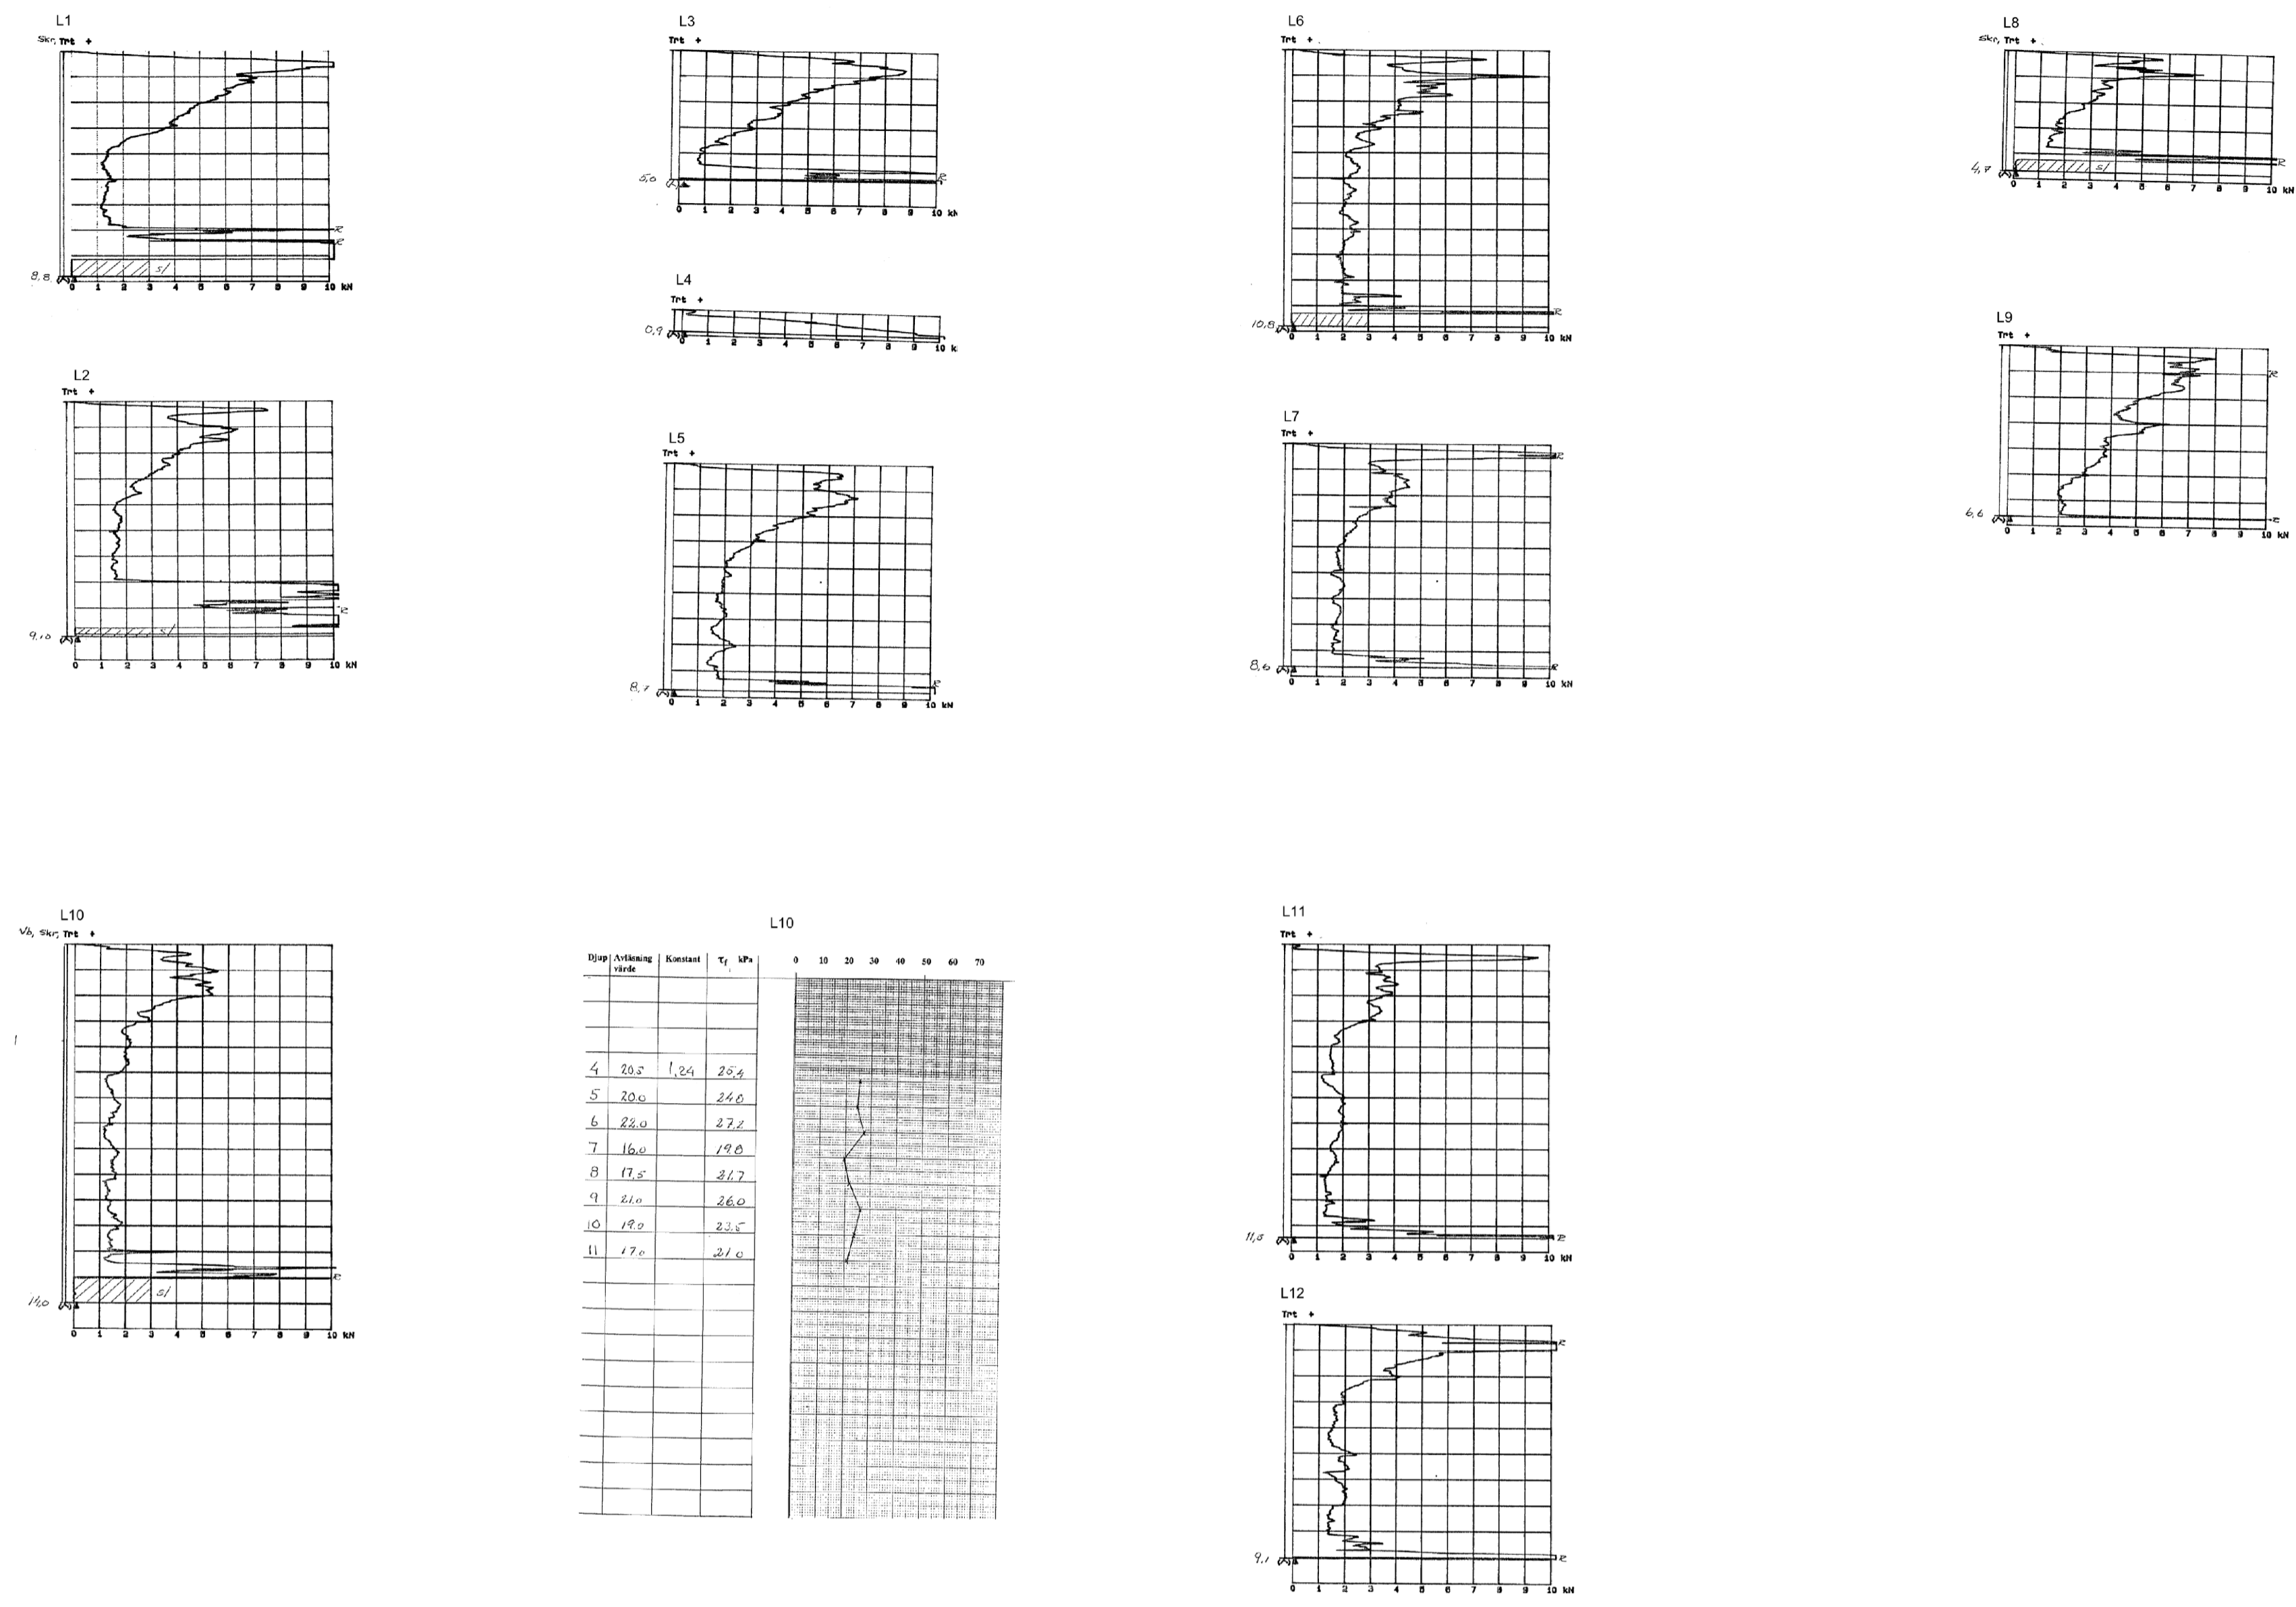 L1
Skr, Trt +
8,8
sl
0 1 2 3 4 5 6 7 8 9 10 kN
R
R
L2
Trt +
9,10
sl
R
0 1 2 3 4 5 6 7 8 9 10 kN
L3
Trt +
5,0
R
0 1 2 3 4 5 6 7 8 9 10 kN
L4
Trt +
0,9
1 2 3 4 5 6 7 8 9 10 k
L5
Trt +
8,7
R
0 1 2 3 4 5 6 7 8 9 10 kN
L6
Trt +
10,8
R
0 1 2 3 4 5 6 7 8 9 10 kN
L7
Trt +
R
8,6
R
0 1 2 3 4 5 6 7 8 9 10 kN
L8
Skr, Trt +
4,7
sl
R
0 1 2 3 4 5 6 7 8 9 10 kN
L9
Trt +
R
6,6
R
0 1 2 3 4 5 6 7 8 9 10 kN
L10
Vb, Skr, Trt +
14,0
sl
R
0 1 2 3 4 5 6 7 8 9 10 kN
L10
Djup Avläsning värde Konstant τf kPa 0 10 20 30 40 50 60 70
4 20.5 1,24 25,4
5 20.0 24,8
6 22.0 27,2
7 16.0 19.8
8 17,5 21,7
9 21.0 26.0
10 19.0 23,5
11 17.0 21.0
L11
Trt +
R
0 1 2 3 4 5 6 7 8 9 10 kN
L12
Trt +
R
9,1
R
0 1 2 3 4 5 6 7 8 9 10 kN